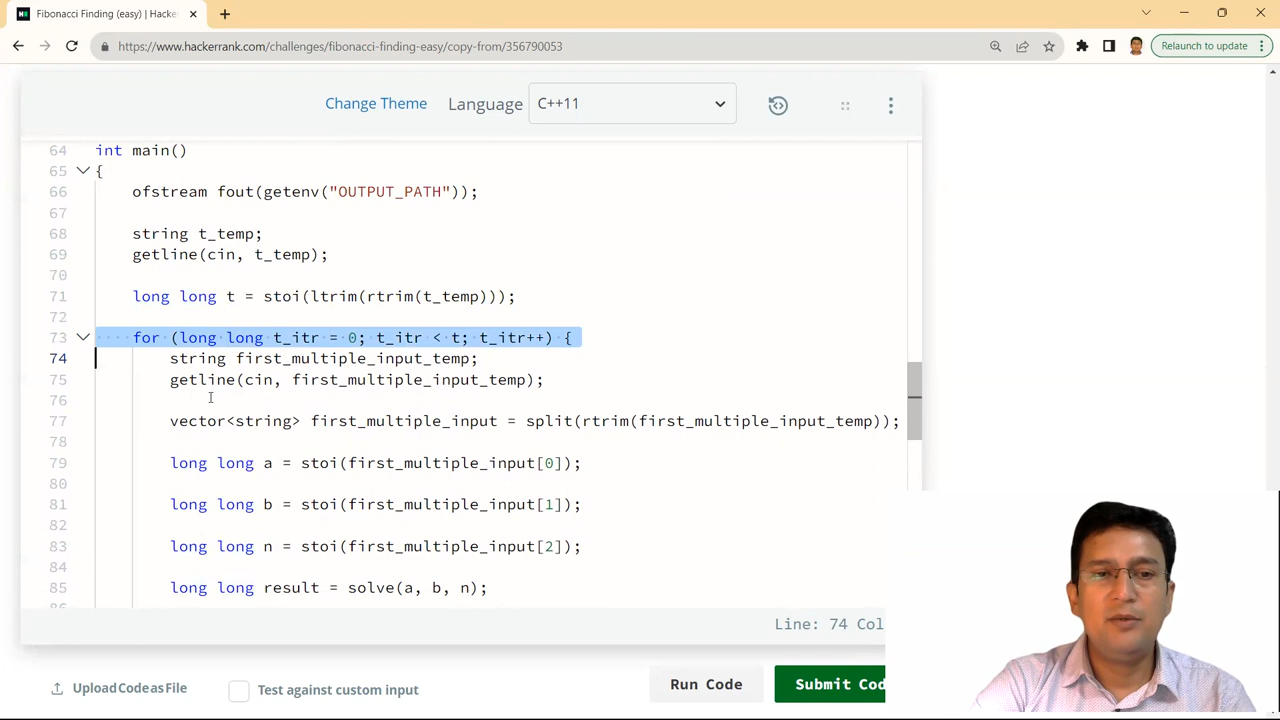 Fibonacci Finding (easy) | Hacker
https://www.hackerrank.com/challenges/fibonacci-finding-easy/copy-from/356790053
Relaunch to update
Change Theme Language C++11
64 int main()
65 {
66 ofstream fout(getenv("OUTPUT_PATH"));
67
68 string t_temp;
69 getline(cin, t_temp);
70
71 long long t = stoi(ltrim(rtrim(t_temp)));
72
73 for (long long t_itr = 0; t_itr < t; t_itr++) {
74 string first_multiple_input_temp;
75 getline(cin, first_multiple_input_temp);
76
77 vector<string> first_multiple_input = split(rtrim(first_multiple_input_temp));
78
79 long long a = stoi(first_multiple_input[0]);
80
81 long long b = stoi(first_multiple_input[1]);
82
83 long long n = stoi(first_multiple_input[2]);
84
85 long long result = solve(a, b, n);
Line: 74 Col
Upload Code as File Test against custom input Run Code Submit Cod